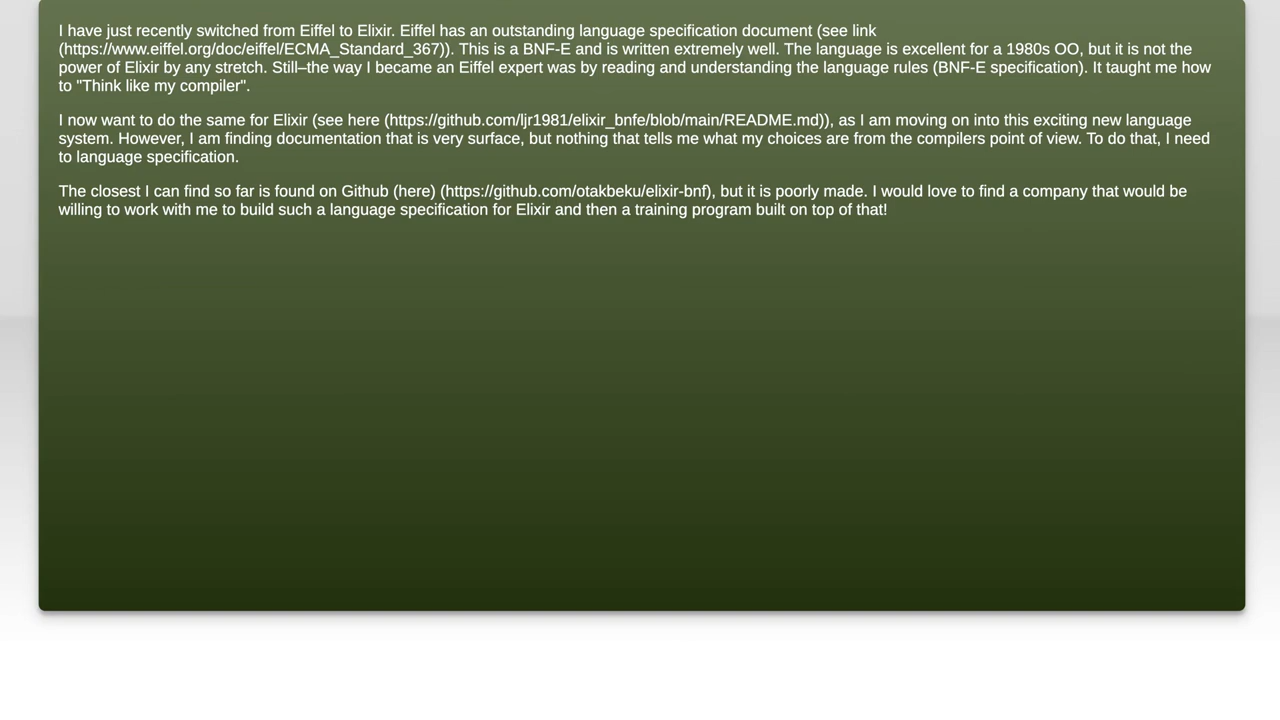 I have just recently switched from Eiffel to Elixir. Eiffel has an outstanding language specification document (see link
(https://www.eiffel.org/doc/eiffel/ECMA_Standard_367)). This is a BNF-E and is written extremely well. The language is excellent for a 1980s OO, but it is not the
power of Elixir by any stretch. Still–the way I became an Eiffel expert was by reading and understanding the language rules (BNF-E specification). It taught me how
to "Think like my compiler".
I now want to do the same for Elixir (see here (https://github.com/ljr1981/elixir_bnfe/blob/main/README.md)), as I am moving on into this exciting new language
system. However, I am finding documentation that is very surface, but nothing that tells me what my choices are from the compilers point of view. To do that, I need
to language specification.
The closest I can find so far is found on Github (here) (https://github.com/otakbeku/elixir-bnf), but it is poorly made. I would love to find a company that would be
willing to work with me to build such a language specification for Elixir and then a training program built on top of that!